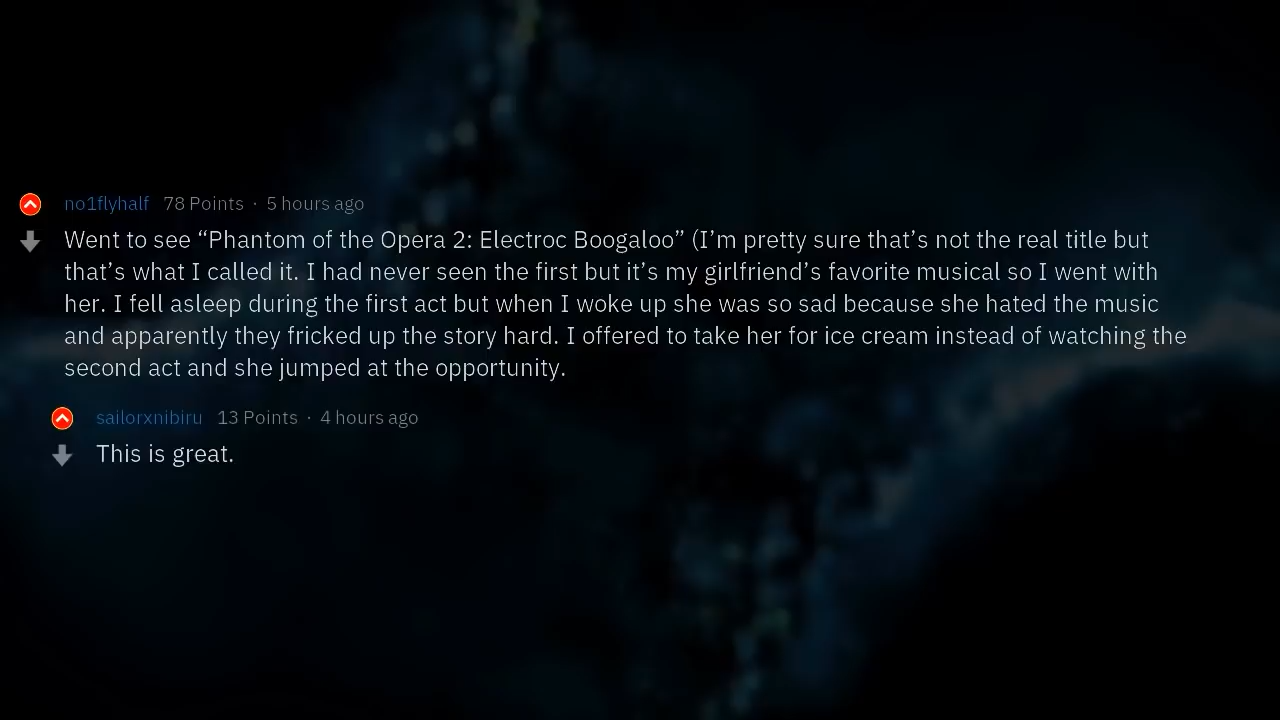 no1flyhalf 78 Points · 5 hours ago
Went to see “Phantom of the Opera 2: Electroc Boogaloo” (I’m pretty sure that’s not the real title but
that’s what I called it. I had never seen the first but it’s my girlfriend’s favorite musical so I went with
her. I fell asleep during the first act but when I woke up she was so sad because she hated the music
and apparently they fricked up the story hard. I offered to take her for ice cream instead of watching the
second act and she jumped at the opportunity.
sailorxnibiru 13 Points · 4 hours ago
This is great.